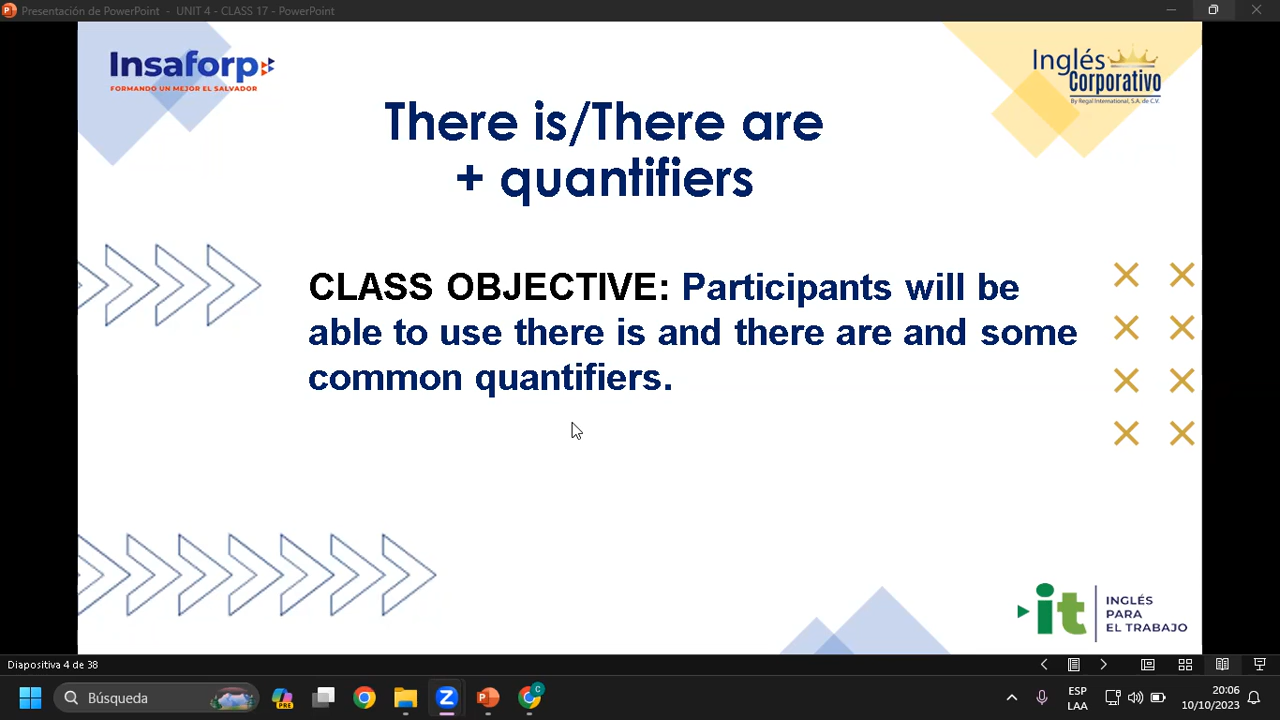 Presentación de PowerPoint - UNIT 4 - CLASS 17 - PowerPoint
Insaforp
FORMANDO UN MEJOR EL SALVADOR
Inglés
Corporativo
By Regal International, S.A. de C.V.
There is/There are
+ quantifiers
CLASS OBJECTIVE: Participants will be
able to use there is and there are and some
common quantifiers.
it
INGLÉS
PARA
EL TRABAJO
Diapositiva 4 de 38
Búsqueda
PRE
ESP
LAA
20:06
10/10/2023